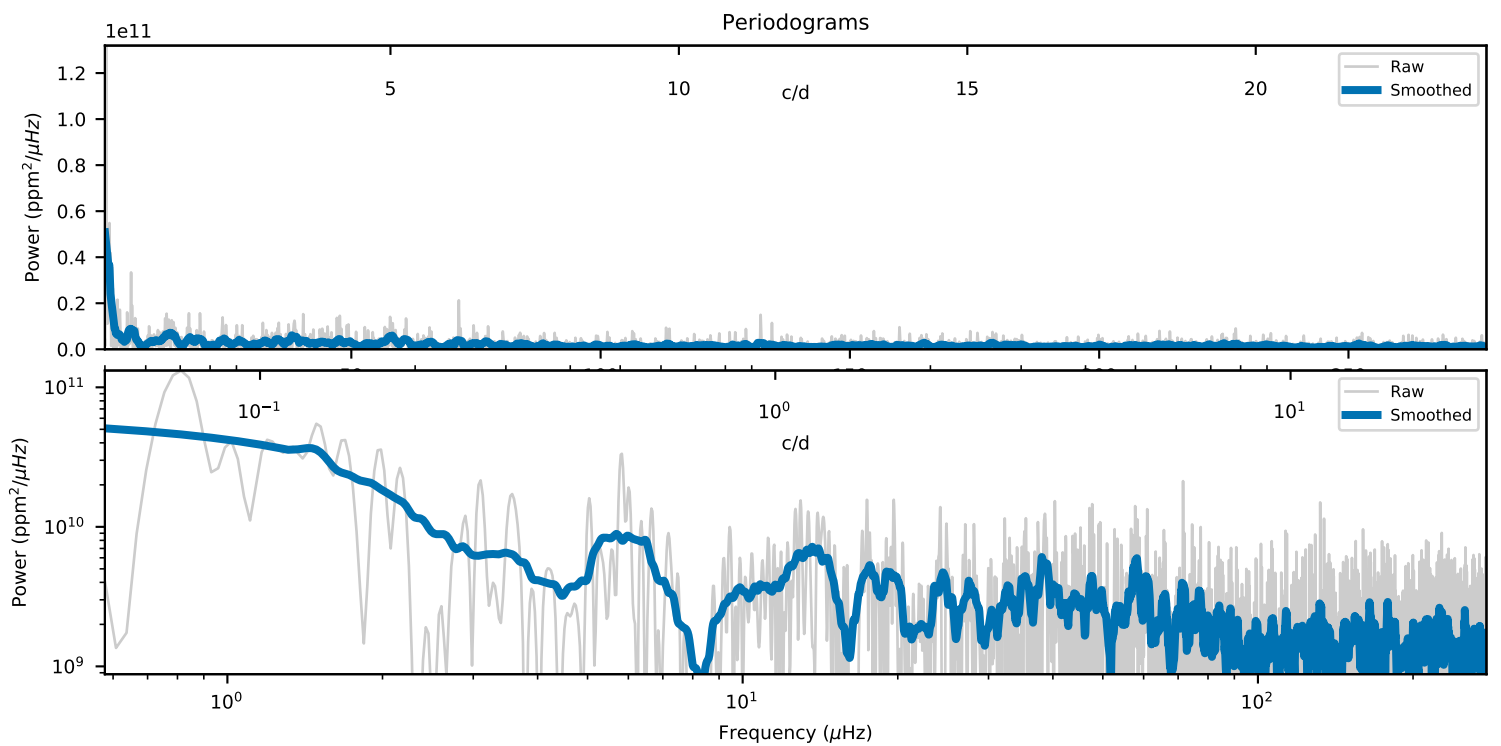 Periodograms
1e11
Power (ppm²/μHz)
1.2
1.0
0.8
0.6
0.4
0.2
0.0
5 10 15 20
c/d
Raw
Smoothed
Power (ppm²/μHz)
10¹¹
10¹⁰
10⁹
10⁻¹ 10⁰ 10¹
c/d
Raw
Smoothed
10⁰ 10¹ 10²
Frequency (μHz)